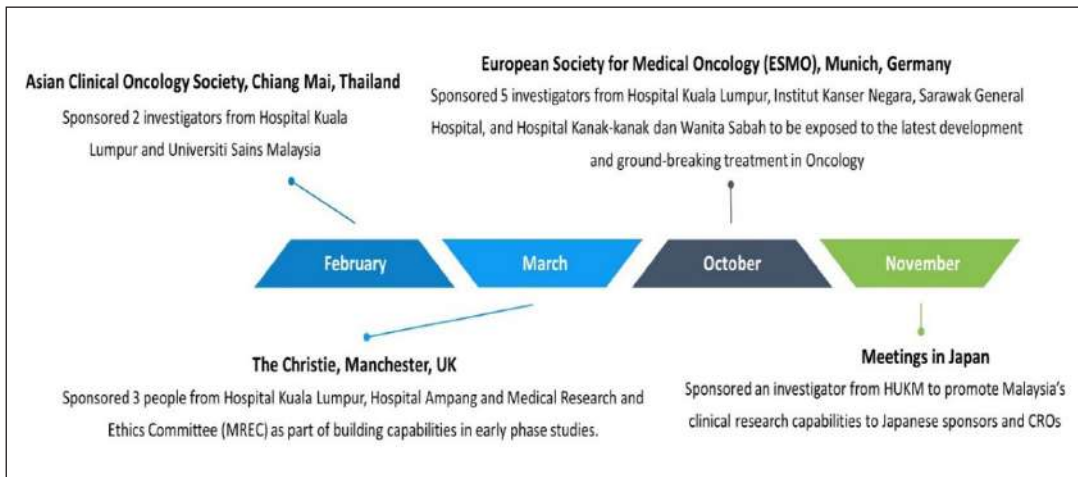 Asian Clinical Oncology Society, Chiang Mai, Thailand
Sponsored 2 investigators from Hospital Kuala
Lumpur and Universiti Sains Malaysia
European Society for Medical Oncology (ESMO), Munich, Germany
Sponsored 5 investigators from Hospital Kuala Lumpur, Institut Kanser Negara, Sarawak General
Hospital, and Hospital Kanak-kanak dan Wanita Sabah to be exposed to the latest development
and ground-breaking treatment in Oncology
February
March
October
November
The Christie, Manchester, UK
Sponsored 3 people from Hospital Kuala Lumpur, Hospital Ampang and Medical Research and
Ethics Committee (MREC) as part of building capabilities in early phase studies.
Meetings in Japan
Sponsored an investigator from HUKM to promote Malaysia's
clinical research capabilities to Japanese sponsors and CROs